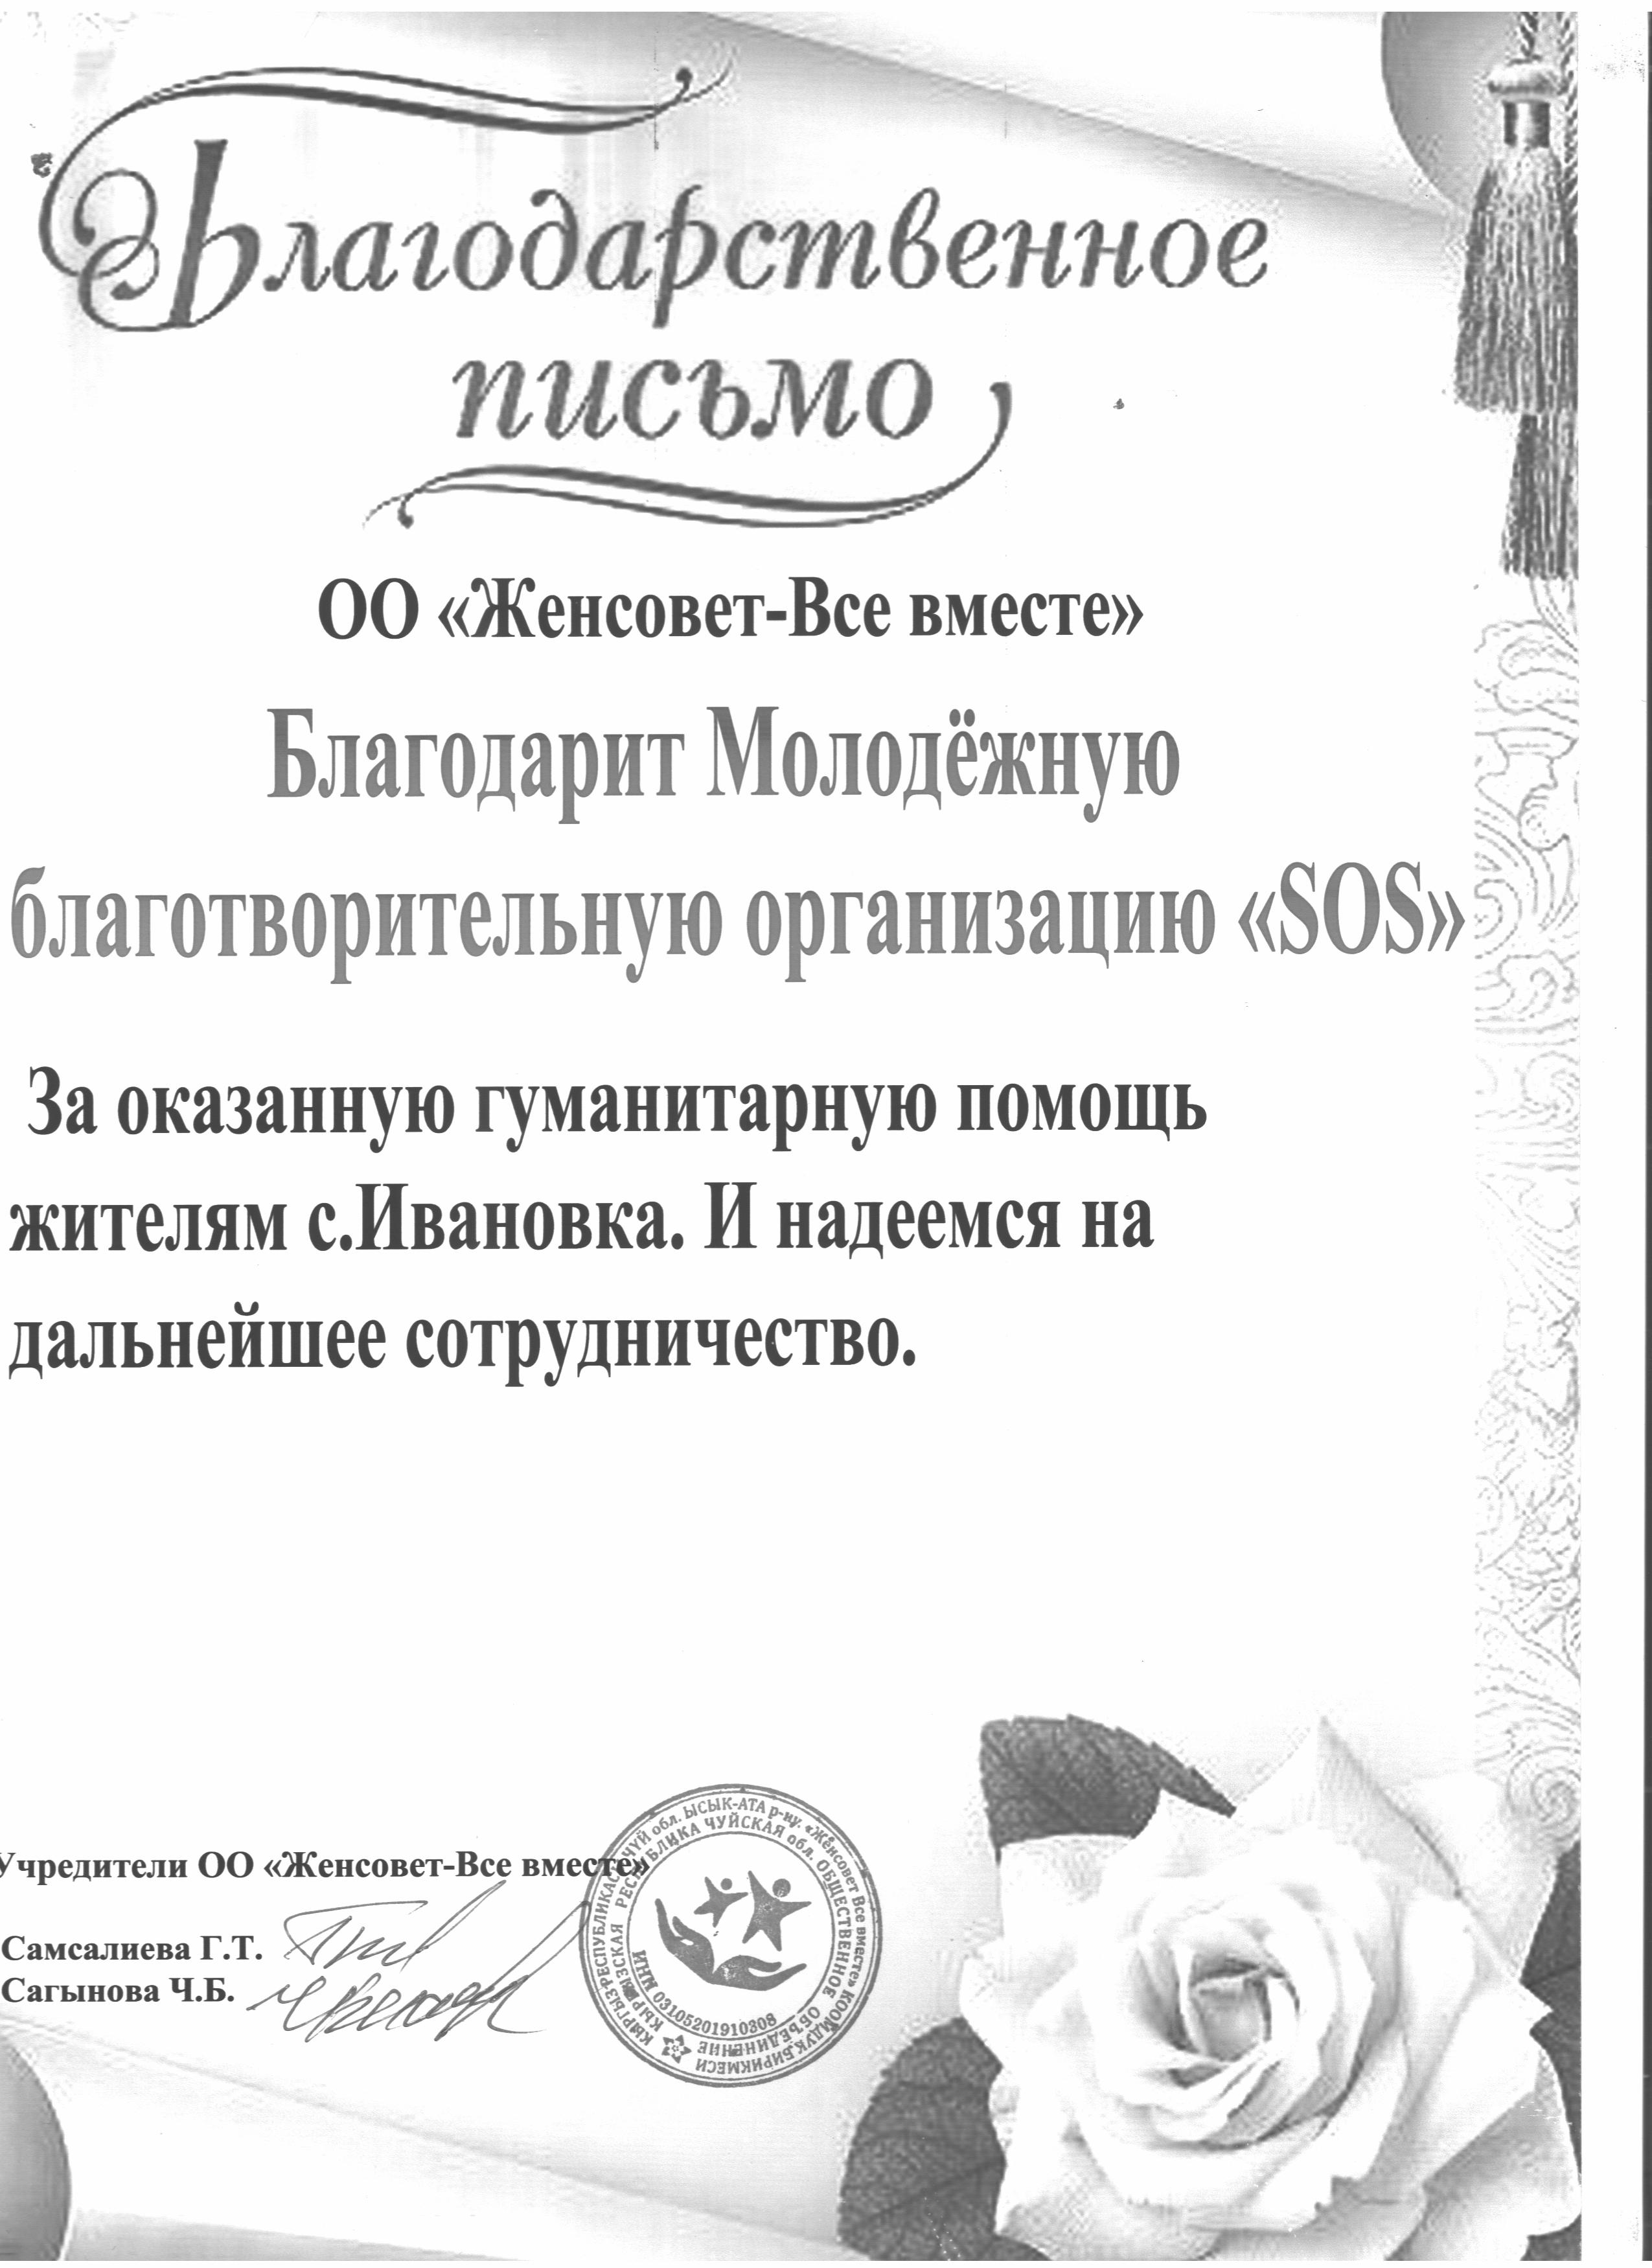 Благодарственное
письмо
ОО «Женсовет-Все вместе»
Благодарит Молодёжную
благотворительную организацию «SOS»
За оказанную гуманитарную помощь
жителям с.Ивановка. И надеемся на
дальнейшее сотрудничество.
Учредители ОО «Женсовет-Все вместе»
Самсалиева Г.Т.
Сагынова Ч.Б.
КЫРГЫЗ РЕСПУБЛИКАСЫ ЧҮЙ обл. ЫСЫК-АТА р-ну. «Женсовет Все вместе» КООМДУК БИРИКМЕСИ
КЫРГЫЗСКАЯ РЕСПУБЛИКА ЧУЙСКАЯ обл. ОБЩЕСТВЕННОЕ ОБЪЕДИНЕНИЕ
ИНН 03105201910308